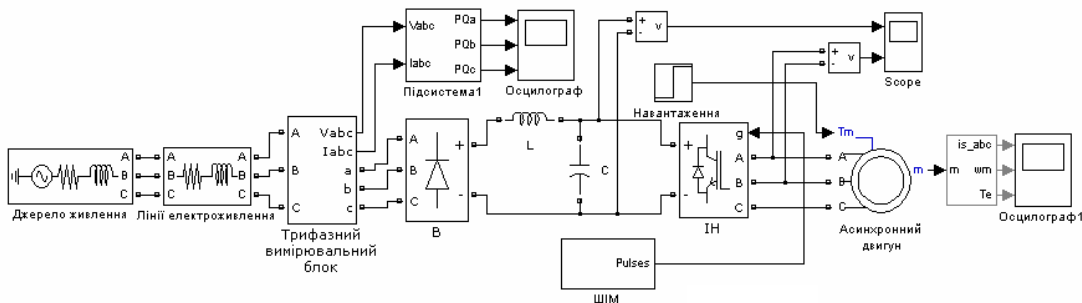 Vabc
Iabc
PQa
PQb
PQc
Підсистема1
Осцилограф
+
-
v
+
-
v
Scope
Навантаження
A
B
C
Джерело живлення
A
B
C
A
B
C
Лінії електроживлення
A
B
C
Vabc
Iabc
a
b
c
Трифазний
вимірювальний
блок
A
B
C
+
-
В
L
C
g
+
-
A
B
C
ІН
Pulses
ШІМ
Tm
A
B
C
m
Асинхронний
двигун
m
is_abc
wm
Te
Осцилограф1